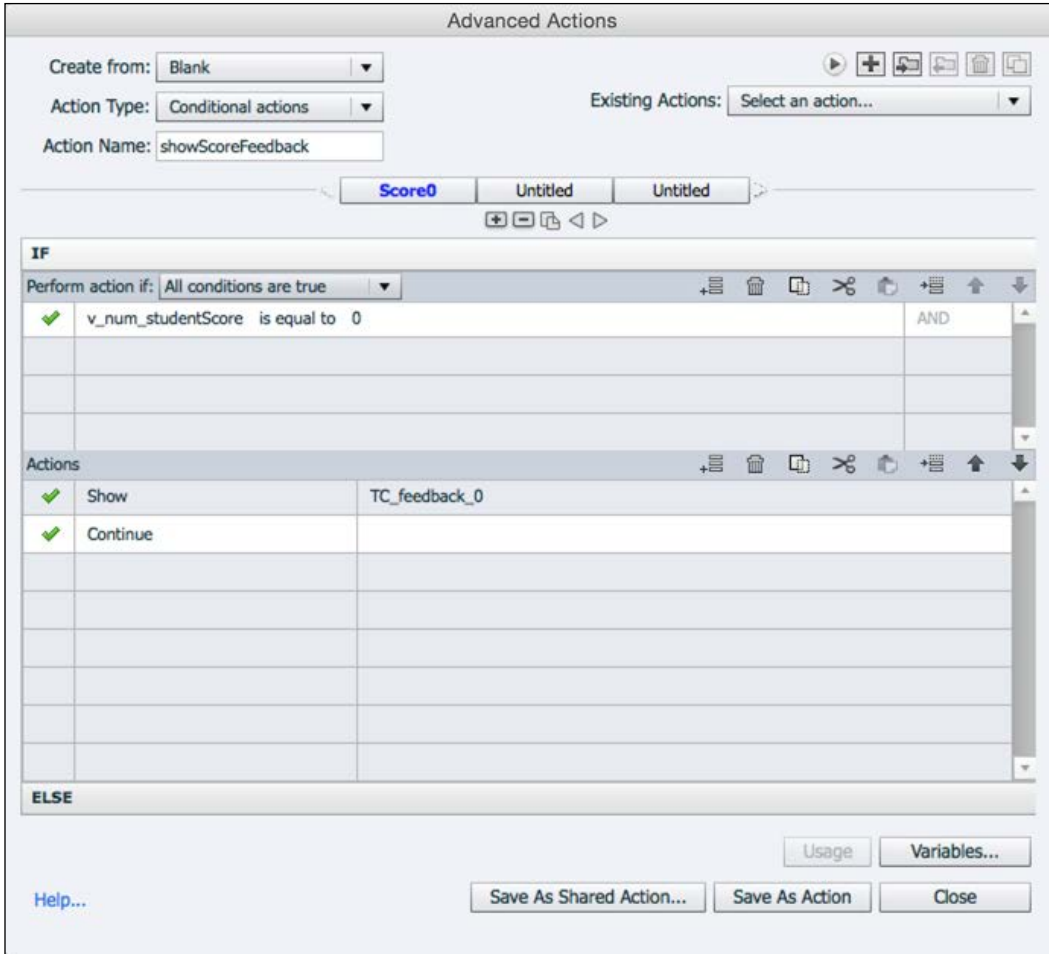 Advanced Actions
Create from: Blank
Action Type: Conditional actions
Existing Actions: Select an action...
Action Name: showScoreFeedback
Score0 Untitled Untitled
IF
Perform action if: All conditions are true
v_num_studentScore is equal to 0 AND
Actions
Show TC_feedback_0
Continue
ELSE
Usage Variables...
Help... Save As Shared Action... Save As Action Close